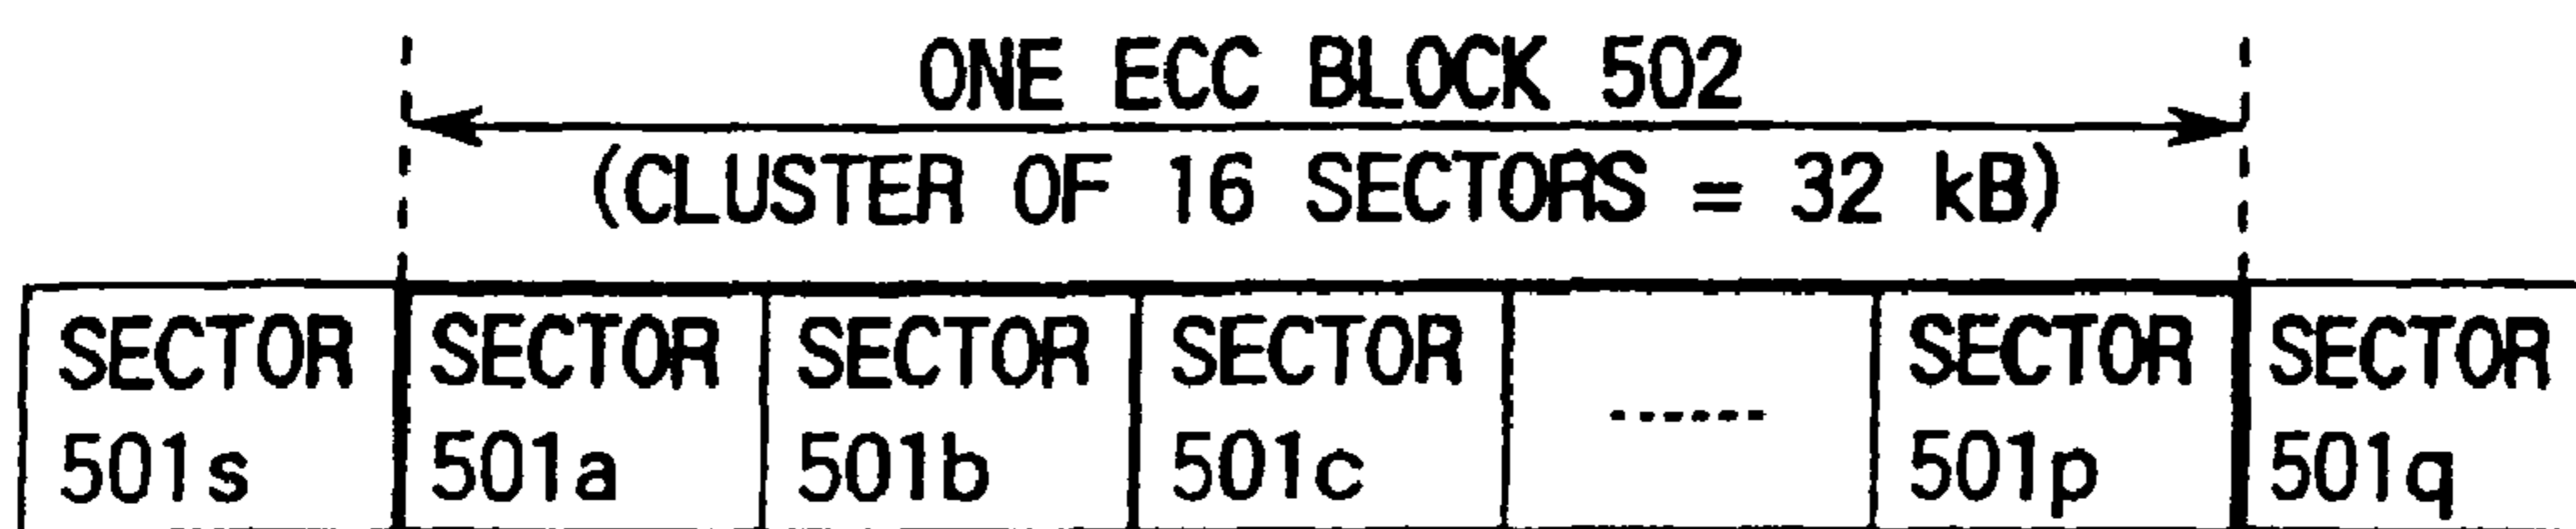 ONE ECC BLOCK 502
(CLUSTER OF 16 SECTORS = 32 kB)
SECTOR SECTOR SECTOR SECTOR SECTOR SECTOR
501s 501a 501b 501c ------ 501p 501q